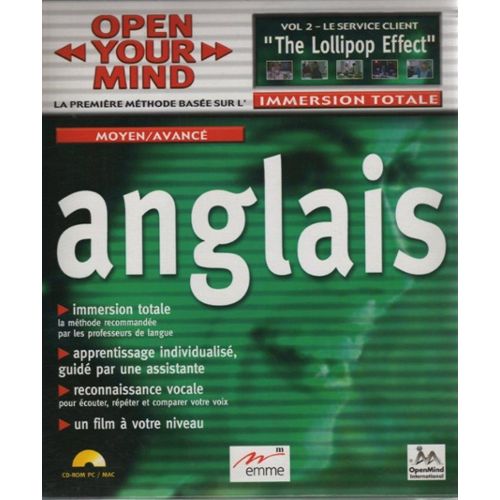 OPEN
YOUR
MIND
VOL 2 - LE SERVICE CLIENT
"The Lollipop Effect"
LA PREMIÈRE MÉTHODE BASÉE SUR L'
IMMERSION TOTALE
MOYEN/AVANCÉ
anglais
immersion totale
la méthode recommandée
par les professeurs de langue
apprentissage individualisé,
guidé par une assistante
reconnaissance vocale
pour écouter, répéter et comparer votre voix
un film à votre niveau
CD-ROM PC / MAC
m
emme
OpenMind
International